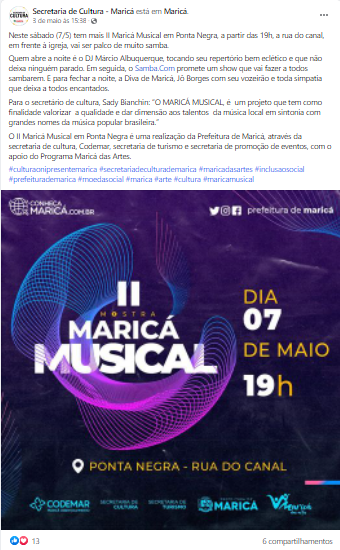 Secretaria de Cultura - Maricá está em Maricá.
3 de maio às 15:38
Neste sábado (7/5) tem mais II Maricá Musical em Ponta Negra, a partir das 19h, a rua do canal,
em frente à igreja, vai ser palco de muito samba.
Quem abre a noite é o DJ Márcio Albuquerque, tocando seu repertório bem eclético e que não
deixa ninguém parado. Em seguida, o Samba.Com promete um show que vai fazer a todos
sambarem. E para fechar a noite, a Diva de Maricá, Jô Borges com seu vozeirão e toda simpatia
que deixa a todos encantados.
Para o secretário de cultura, Sady Bianchin: "O MARICÁ MUSICAL, é um projeto que tem como
finalidade valorizar a qualidade e dar dimensão aos talentos da música local em sintonia com
grandes nomes da música popular brasileira."
O II Maricá Musical em Ponta Negra é uma realização da Prefeitura de Maricá, através da
secretaria de cultura, Codemar, secretaria de turismo e secretaria de promoção de eventos, com o
apoio do Programa Maricá das Artes.
#culturaonipresentemarica #secretariadeculturademarica #maricadasartes #inclusaosocial
#prefeiturademarica #moedasocial #marica #arte #cultura #maricamusical
CONHEÇA
MARICÁ.COM.BR
prefeitura de maricá
II
MOSTRA
MARICÁ
MUSICAL
DIA
07
DE MAIO
19h
PONTA NEGRA - RUA DO CANAL
CODEMAR
SECRETARIA DE
CULTURA
SECRETARIA DE
TURISMO
MARICÁ
13
6 compartilhamentos